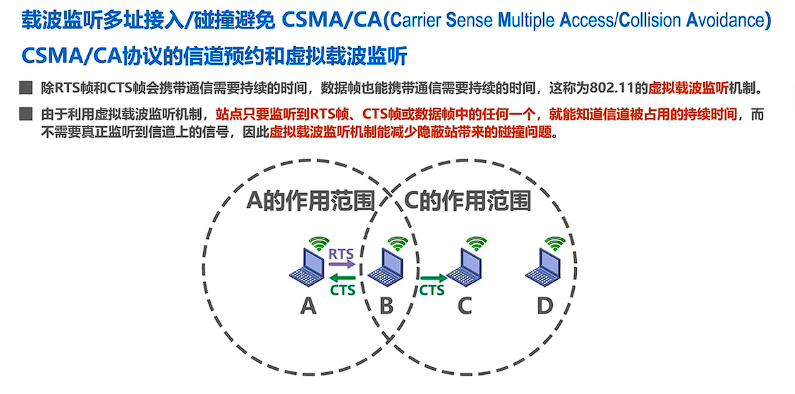 载波监听多址接入/碰撞避免 CSMA/CA(Carrier Sense Multiple Access/Collision Avoidance)
CSMA/CA协议的信道预约和虚拟载波监听
除RTS帧和CTS帧会携带通信需要持续的时间，数据帧也能携带通信需要持续的时间，这称为802.11的虚拟载波监听机制。
由于利用虚拟载波监听机制，站点只要监听到RTS帧、CTS帧或数据帧中的任何一个，就能知道信道被占用的持续时间，而
不需要真正监听到信道上的信号，因此虚拟载波监听机制能减少隐蔽站带来的碰撞问题。
A的作用范围 C的作用范围
RTS
CTS CTS
A B C D